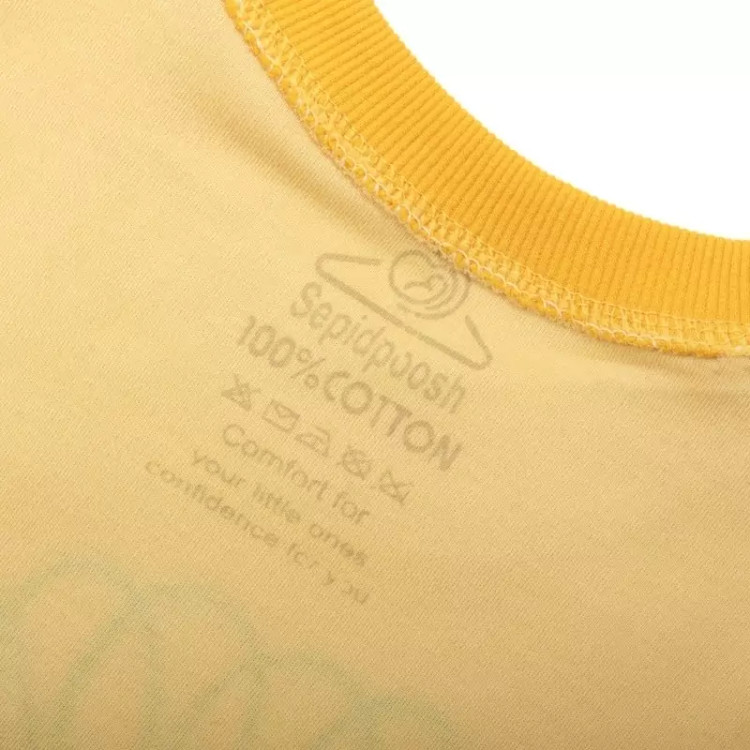 Sepidpoosh
100% COTTON
Comfort for
your little ones
confidence for you